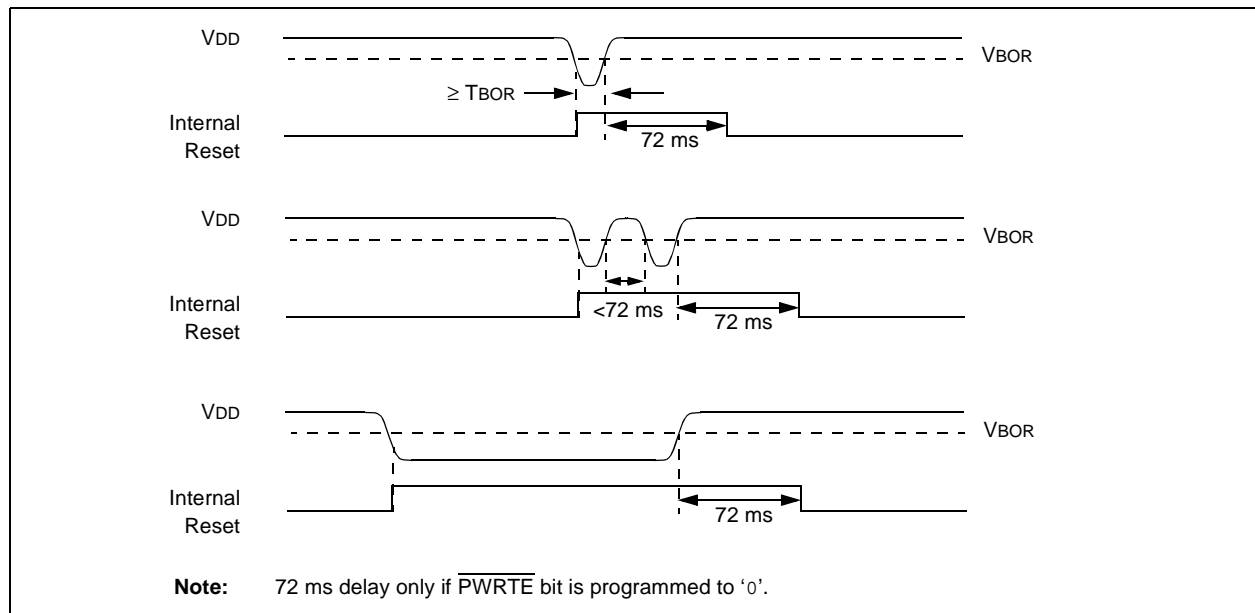 VDD
VBOR
≥ TBOR
Internal
Reset
72 ms
VDD
VBOR
Internal
Reset
<72 ms
72 ms
VDD
VBOR
Internal
Reset
72 ms
Note: 72 ms delay only if PWRTE bit is programmed to ‘0’.